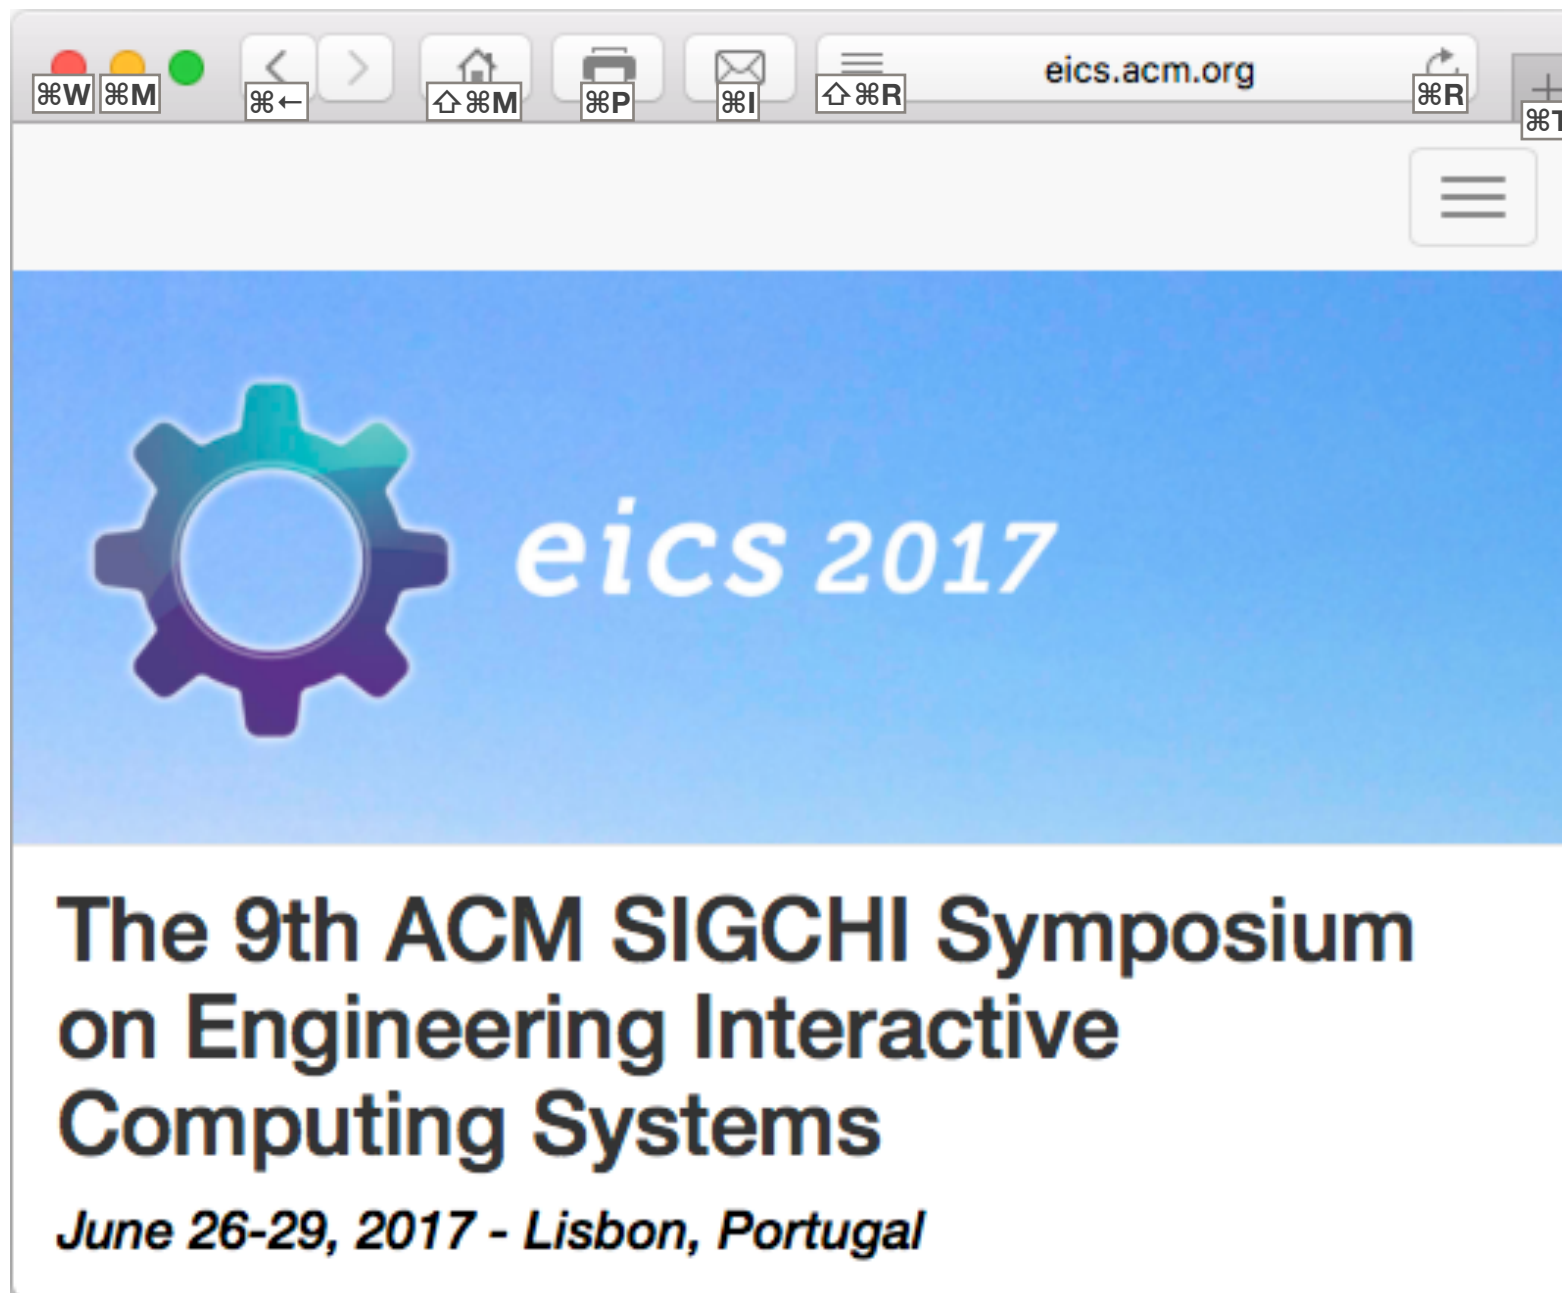 eics.acm.org
⌘W ⌘M ⌘← ⇧⌘M ⌘P ⌘I ⇧⌘R ⌘R ⌘T
eics 2017
The 9th ACM SIGCHI Symposium
on Engineering Interactive
Computing Systems
June 26-29, 2017 - Lisbon, Portugal